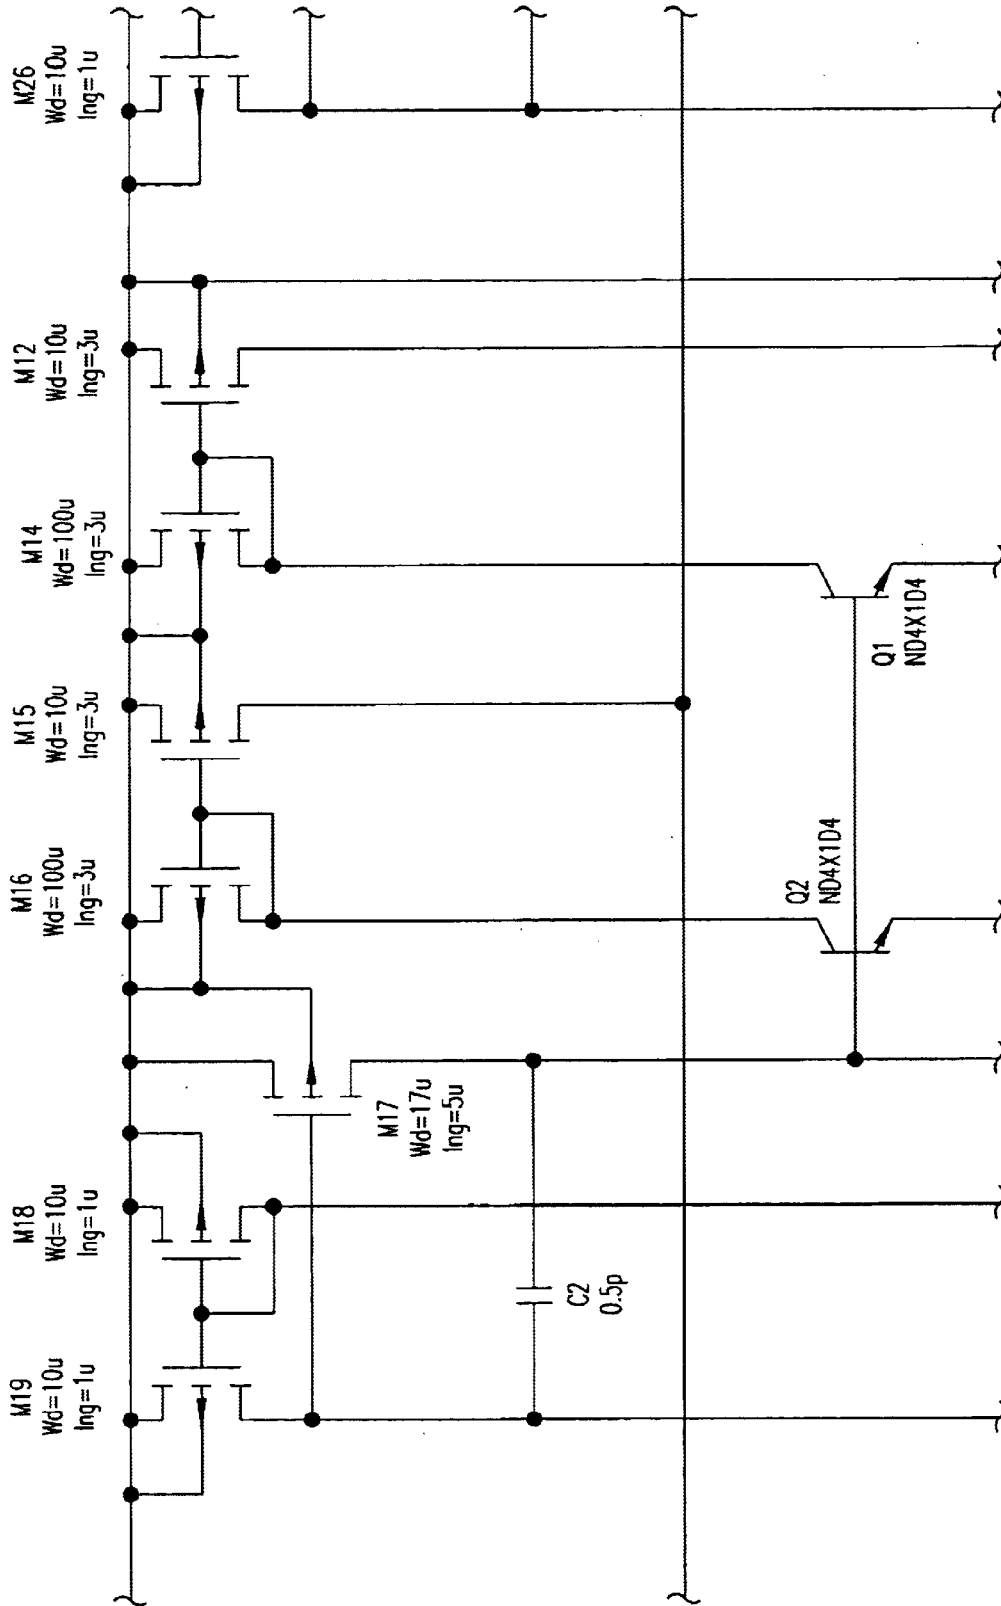 M19
Wd=10u
lng=1u
M18
Wd=10u
lng=1u
M17
Wd=17u
lng=5u
M16
Wd=100u
lng=3u
M15
Wd=10u
lng=3u
M14
Wd=100u
lng=3u
M12
Wd=10u
lng=3u
M26
Wd=10u
lng=1u
C2
0.5p
Q2
ND4X1D4
Q1
ND4X1D4